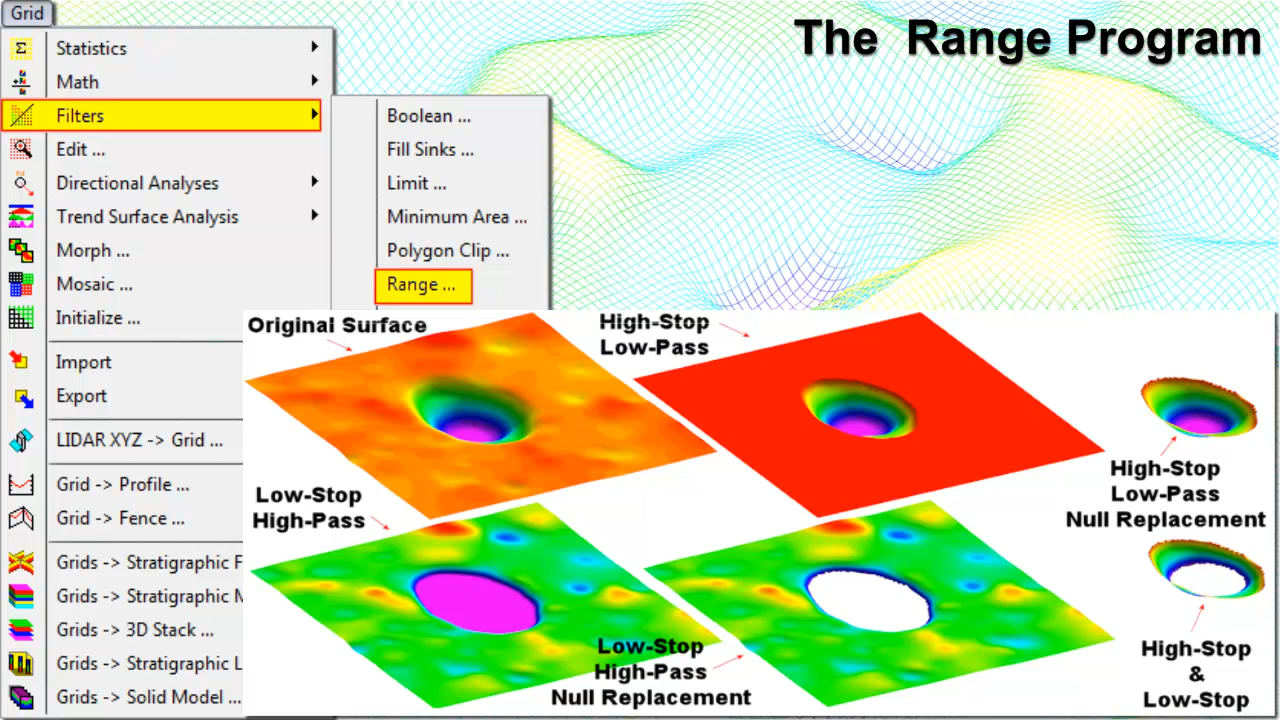 Grid
The Range Program
Statistics
Math
Filters
Edit ...
Directional Analyses
Trend Surface Analysis
Morph ...
Mosaic ...
Initialize ...
Import
Export
LIDAR XYZ -> Grid ...
Grid -> Profile ...
Grid -> Fence ...
Grids -> Stratigraphic F
Grids -> Stratigraphic M
Grids -> 3D Stack ...
Grids -> Stratigraphic L
Grids -> Solid Model ...
Boolean ...
Fill Sinks ...
Limit ...
Minimum Area ...
Polygon Clip ...
Range ...
Original Surface
High-Stop
Low-Pass
High-Stop
Low-Pass
Null Replacement
Low-Stop
High-Pass
Low-Stop
High-Pass
Null Replacement
High-Stop
&
Low-Stop